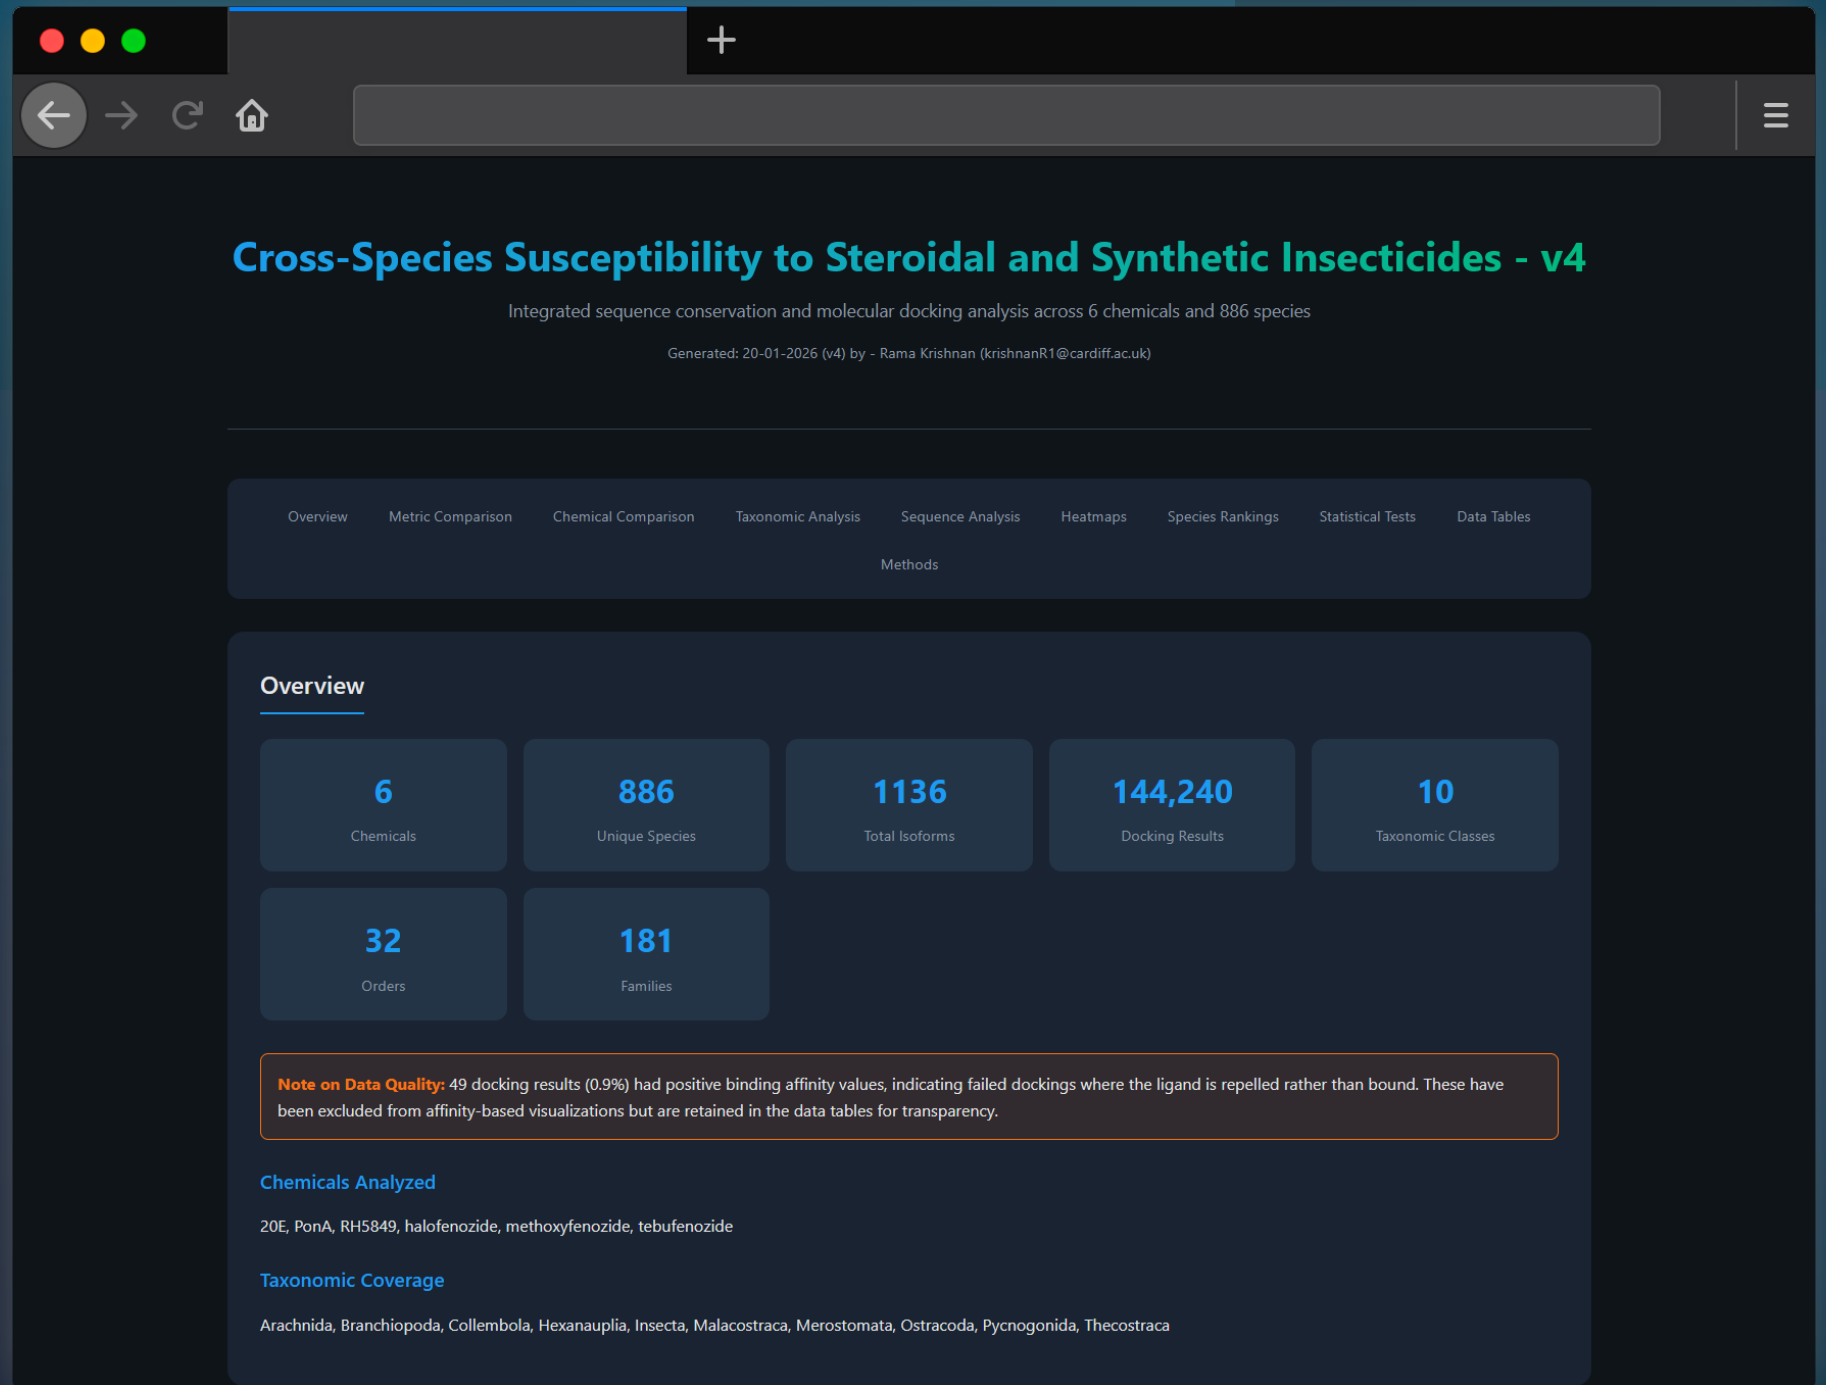 Cross-Species Susceptibility to Steroidal and Synthetic Insecticides - v4
Integrated sequence conservation and molecular docking analysis across 6 chemicals and 886 species
Generated: 20-01-2026 (v4) by - Rama Krishnan (krishnanR1@cardiff.ac.uk)
Overview Metric Comparison Chemical Comparison Taxonomic Analysis Sequence Analysis Heatmaps Species Rankings Statistical Tests Data Tables
Methods
Overview
6 886 1136 144,240 10
Chemicals Unique Species Total Isoforms Docking Results Taxonomic Classes
32 181
Orders Families
Note on Data Quality: 49 docking results (0.9%) had positive binding affinity values, indicating failed dockings where the ligand is repelled rather than bound. These have
been excluded from affinity-based visualizations but are retained in the data tables for transparency.
Chemicals Analyzed
20E, PonA, RH5849, halofenozide, methoxyfenozide, tebufenozide
Taxonomic Coverage
Arachnida, Branchiopoda, Collembola, Hexanauplia, Insecta, Malacostraca, Merostomata, Ostracoda, Pycnogonida, Thecostraca